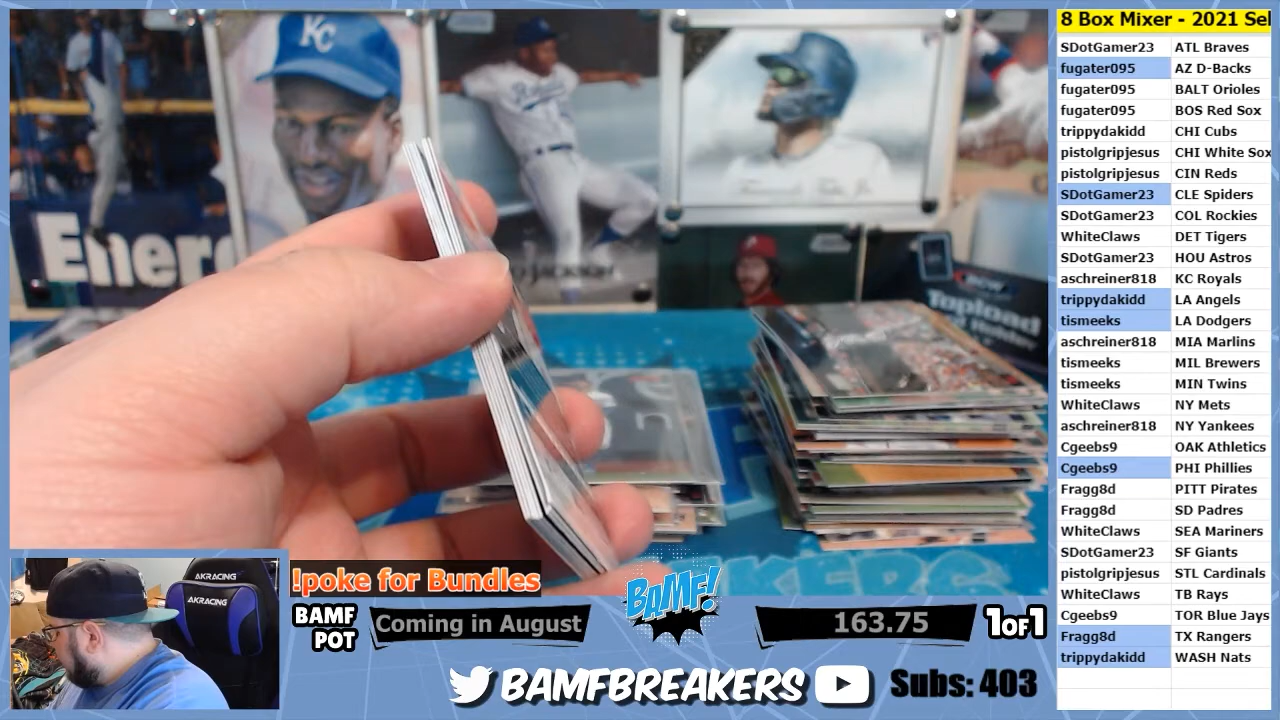 8 Box Mixer - 2021 Sel
SDotGamer23 ATL Braves
fugater095 AZ D-Backs
fugater095 BALT Orioles
fugater095 BOS Red Sox
trippydakidd CHI Cubs
pistolgripjesus CHI White Sox
pistolgripjesus CIN Reds
SDotGamer23 CLE Spiders
SDotGamer23 COL Rockies
WhiteClaws DET Tigers
SDotGamer23 HOU Astros
aschreiner818 KC Royals
trippydakidd LA Angels
tismeeks LA Dodgers
aschreiner818 MIA Marlins
tismeeks MIL Brewers
tismeeks MIN Twins
WhiteClaws NY Mets
aschreiner818 NY Yankees
Cgeebs9 OAK Athletics
Cgeebs9 PHI Phillies
Fragg8d PITT Pirates
Fragg8d SD Padres
WhiteClaws SEA Mariners
SDotGamer23 SF Giants
pistolgripjesus STL Cardinals
WhiteClaws TB Rays
Cgeebs9 TOR Blue Jays
Fragg8d TX Rangers
trippydakidd WASH Nats
KC
Ener
JACKSON
Topload
AKRACING
AKRACING
!poke for Bundles
BAMF POT
Coming in August
BAMF!
KERS
163.75
1OF1
BAMFBREAKERS
Subs: 403